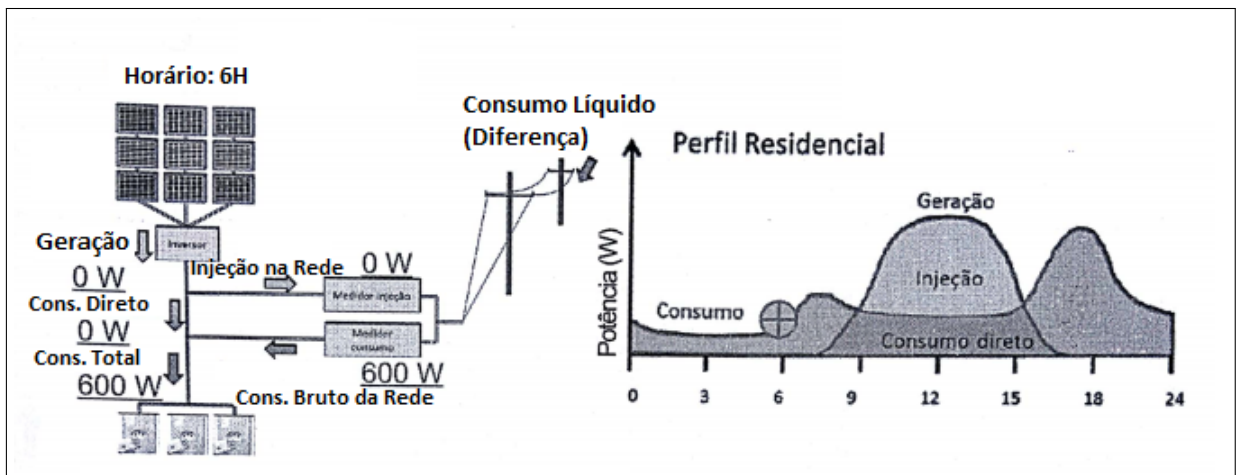 Horário: 6H
Consumo Líquido
(Diferença)
Geração
0 W
Inversor
Injeção na Rede
0 W
Medidor injeção
Cons. Direto
0 W
Medidor
consumo
Cons. Total
600 W
600 W
Cons. Bruto da Rede
Perfil Residencial
Potência (W)
Geração
Injeção
Consumo
Consumo direto
0 3 6 9 12 15 18 24